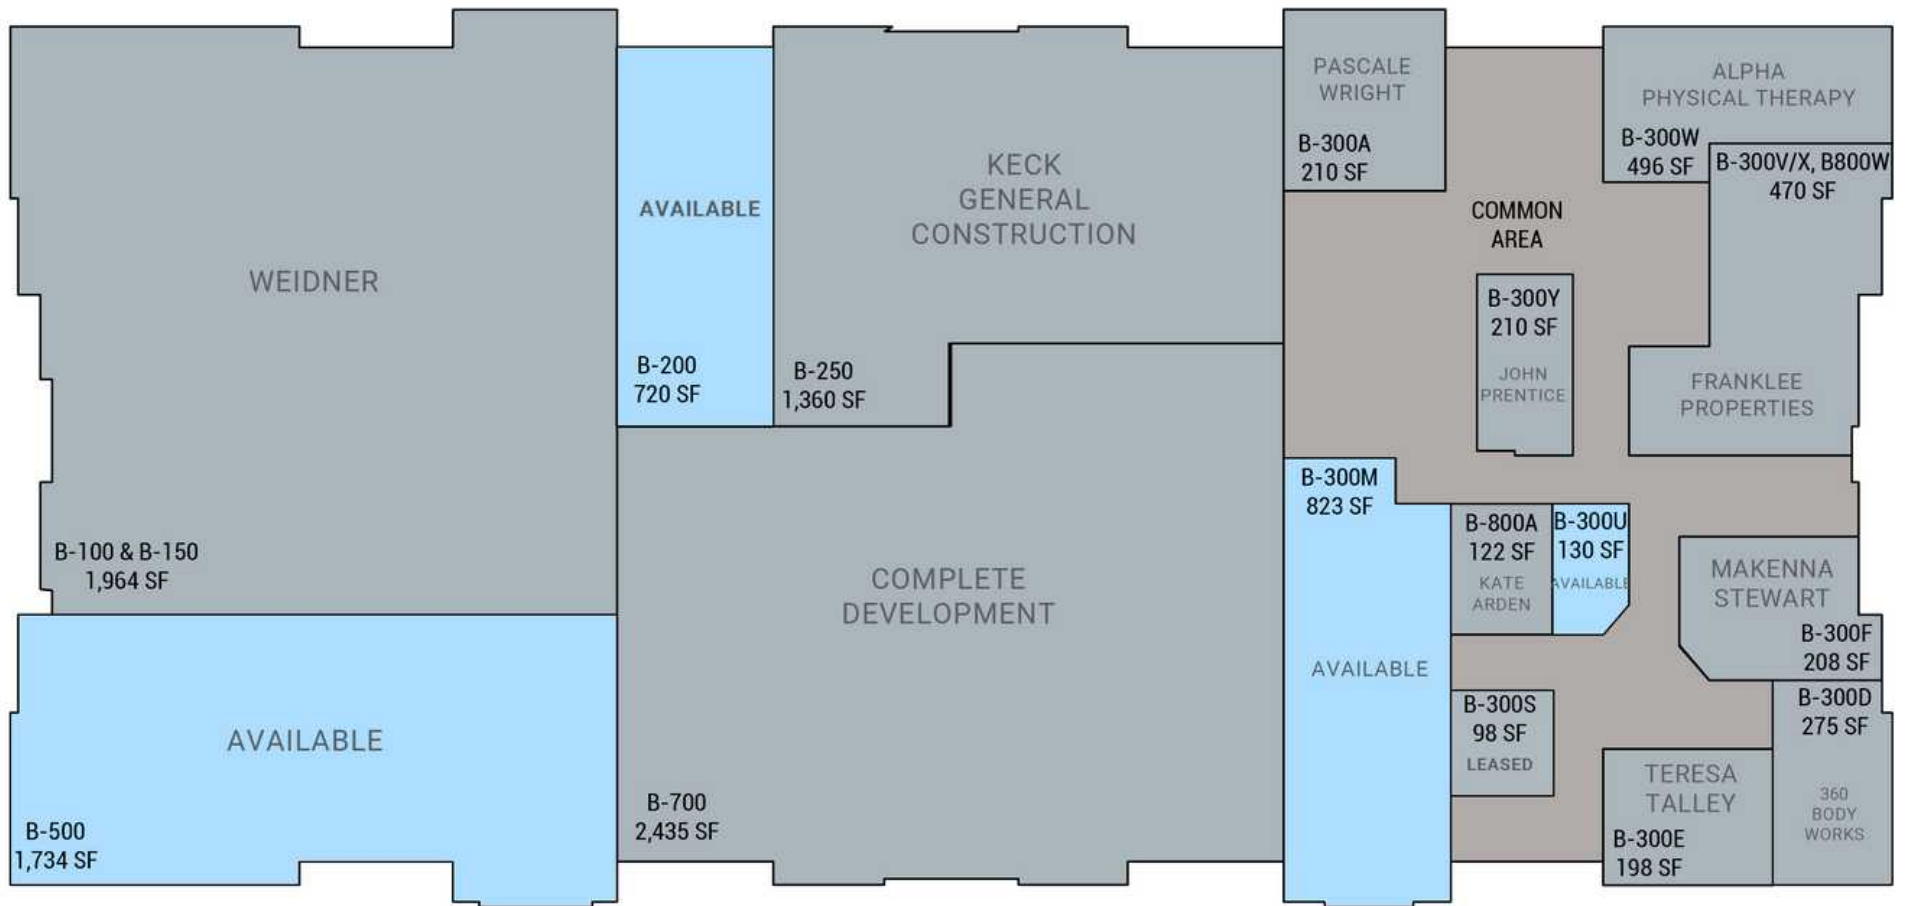 WEIDNER
B-100 & B-150
1,964 SF
AVAILABLE
B-500
1,734 SF
AVAILABLE
B-200
720 SF
KECK
GENERAL
CONSTRUCTION
B-250
1,360 SF
COMPLETE
DEVELOPMENT
B-700
2,435 SF
PASCALE
WRIGHT
B-300A
210 SF
COMMON
AREA
ALPHA
PHYSICAL THERAPY
B-300W
496 SF
B-300V/X, B800W
470 SF
FRANKLEE
PROPERTIES
B-300Y
210 SF
JOHN
PRENTICE
B-300M
823 SF
AVAILABLE
B-800A
122 SF
KATE
ARDEN
B-300U
130 SF
AVAILABLE
MAKENNA
STEWART
B-300F
208 SF
B-300S
98 SF
LEASED
TERESA
TALLEY
B-300E
198 SF
B-300D
275 SF
360
BODY
WORKS